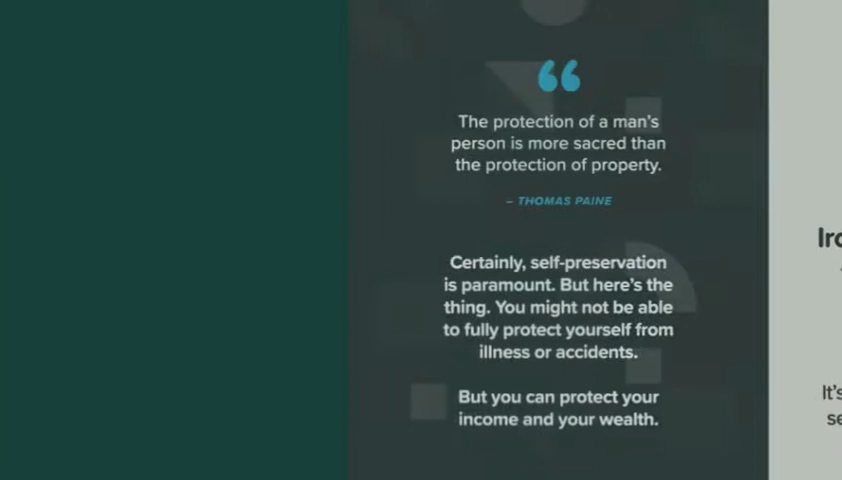 “
The protection of a man’s
person is more sacred than
the protection of property.
– THOMAS PAINE
Certainly, self-preservation
is paramount. But here’s the
thing. You might not be able
to fully protect yourself from
illness or accidents.
But you can protect your
income and your wealth.
It’s